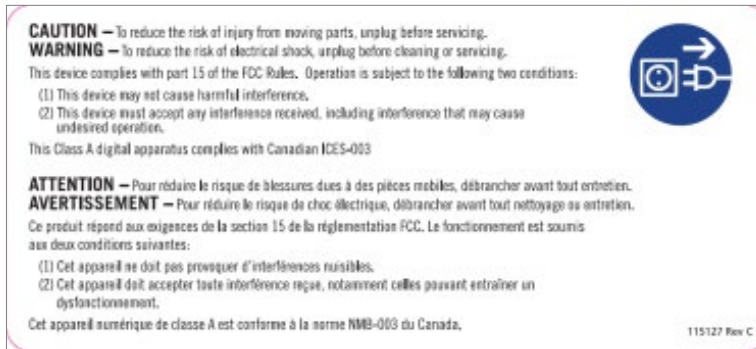 CAUTION – To reduce the risk of injury from moving parts, unplug before servicing.
WARNING – To reduce the risk of electrical shock, unplug before cleaning or servicing.
This device complies with part 15 of the FCC Rules. Operation is subject to the following two conditions:
(1) This device may not cause harmful interference.
(2) This device must accept any interference received, including interference that may cause
undesired operation.
This Class A digital apparatus complies with Canadian ICES-003
ATTENTION – Pour réduire le risque de blessures dues à des pièces mobiles, débrancher avant tout entretien.
AVERTISSEMENT – Pour réduire le risque de choc électrique, débrancher avant tout nettoyage ou entretien.
Ce produit répond aux exigences de la section 15 de la réglementation FCC. Le fonctionnement est soumis
aux deux conditions suivantes:
(1) Cet appareil ne doit pas provoquer d'interférences nuisibles.
(2) Cet appareil doit accepter toute interférence reçue, notamment celles pouvant entraîner un
dysfonctionnement.
Cet appareil numérique de classe A est conforme à la norme NMB-003 du Canada.
115127 Rev C